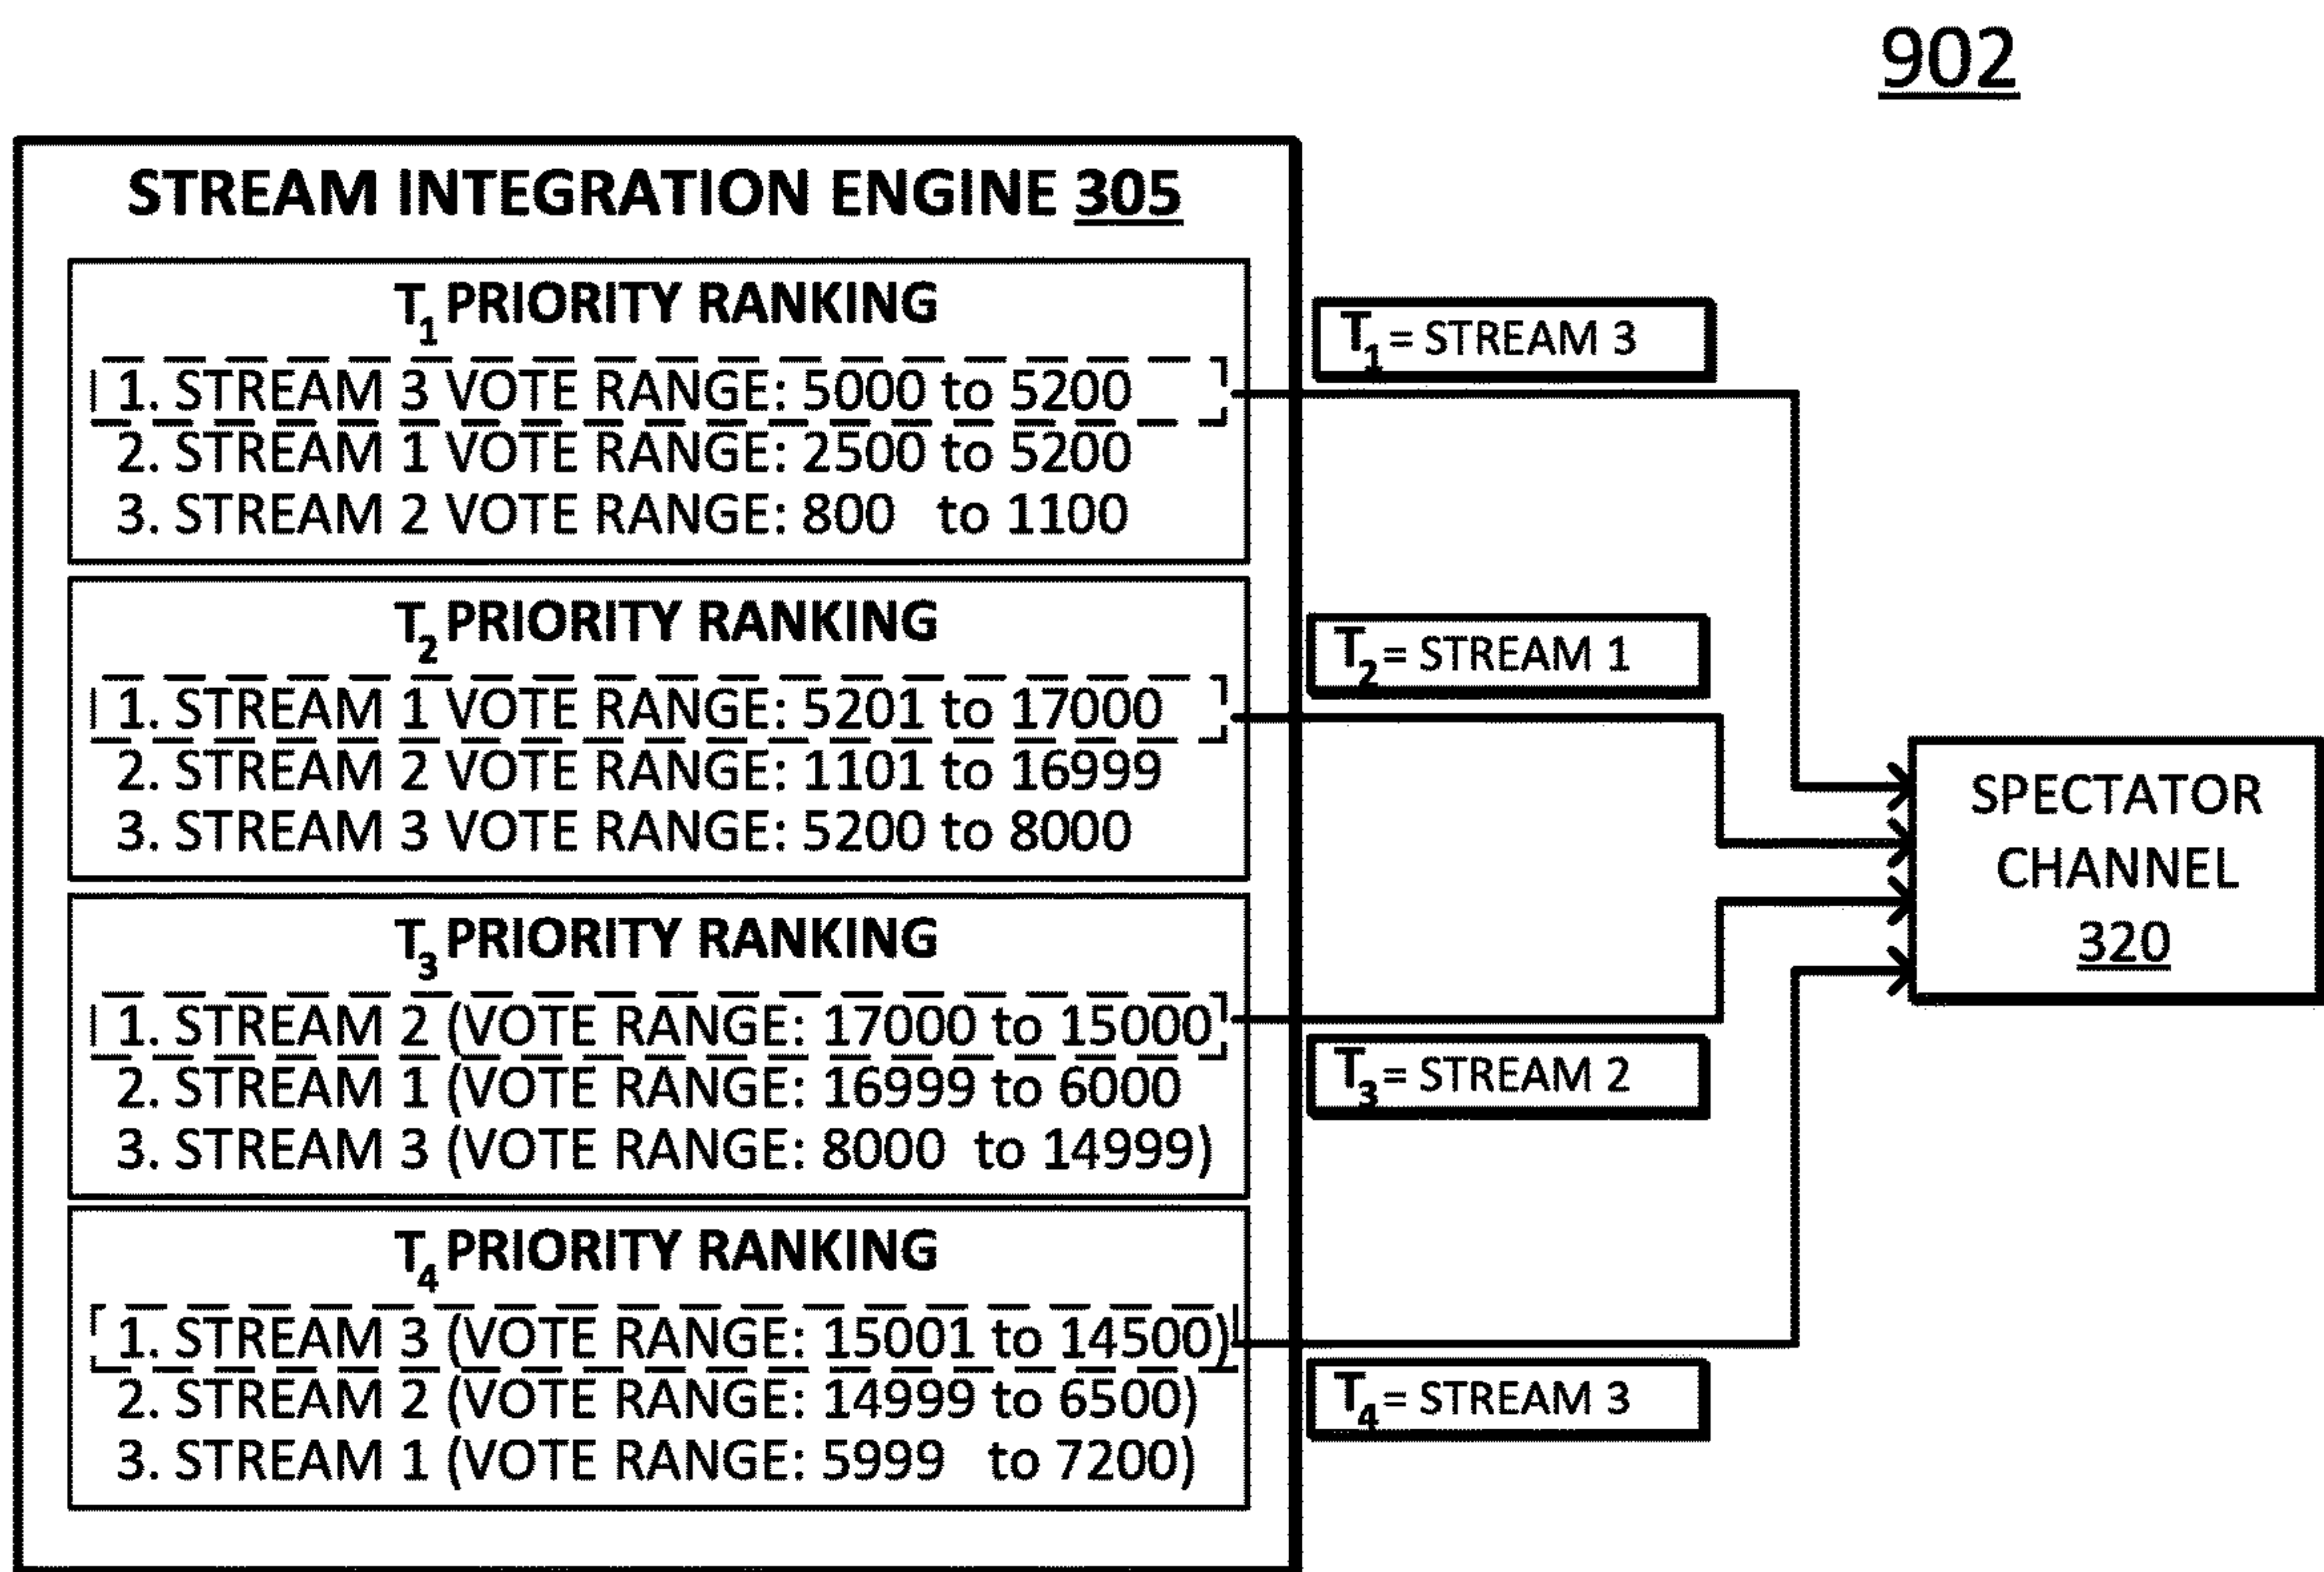 902
STREAM INTEGRATION ENGINE 305
T1 PRIORITY RANKING
1. STREAM 3 VOTE RANGE: 5000 to 5200
2. STREAM 1 VOTE RANGE: 2500 to 5200
3. STREAM 2 VOTE RANGE: 800 to 1100
T1 = STREAM 3
T2 PRIORITY RANKING
1. STREAM 1 VOTE RANGE: 5201 to 17000
2. STREAM 2 VOTE RANGE: 1101 to 16999
3. STREAM 3 VOTE RANGE: 5200 to 8000
T2 = STREAM 1
T3 PRIORITY RANKING
1. STREAM 2 (VOTE RANGE: 17000 to 15000
2. STREAM 1 (VOTE RANGE: 16999 to 6000
3. STREAM 3 (VOTE RANGE: 8000 to 14999)
T3 = STREAM 2
T4 PRIORITY RANKING
1. STREAM 3 (VOTE RANGE: 15001 to 14500)
2. STREAM 2 (VOTE RANGE: 14999 to 6500)
3. STREAM 1 (VOTE RANGE: 5999 to 7200)
T4 = STREAM 3
SPECTATOR
CHANNEL
320